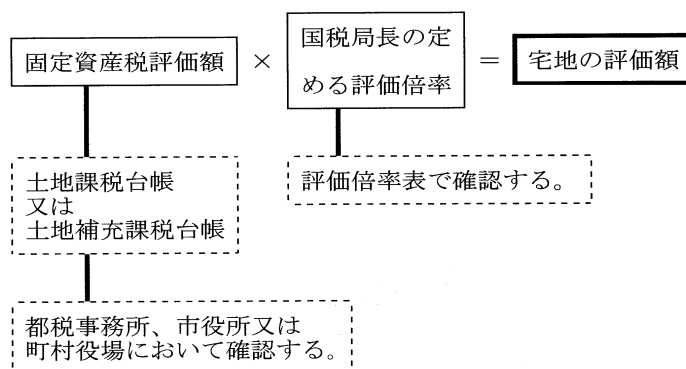 固定資産税評価額
×
国税局長の定
める評価倍率
=
宅地の評価額
土地課税台帳
又は
土地補充課税台帳
評価倍率表で確認する。
都税事務所、市役所又は
町村役場において確認する。